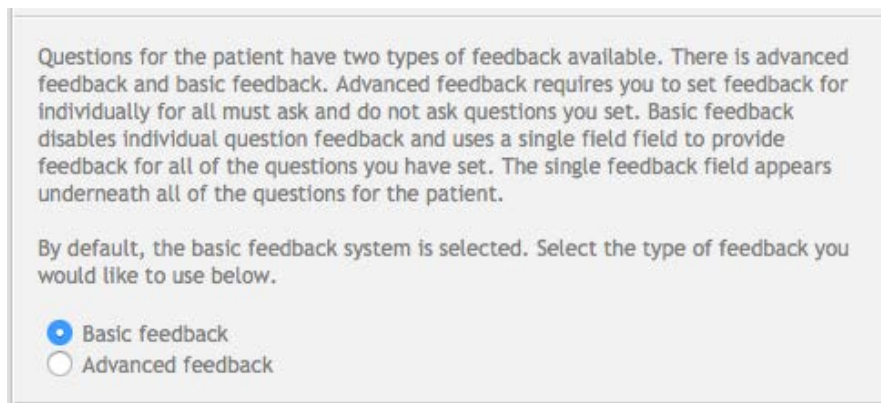 Questions for the patient have two types of feedback available. There is advanced
feedback and basic feedback. Advanced feedback requires you to set feedback for
individually for all must ask and do not ask questions you set. Basic feedback
disables individual question feedback and uses a single field field to provide
feedback for all of the questions you have set. The single feedback field appears
underneath all of the questions for the patient.
By default, the basic feedback system is selected. Select the type of feedback you
would like to use below.
Basic feedback
Advanced feedback